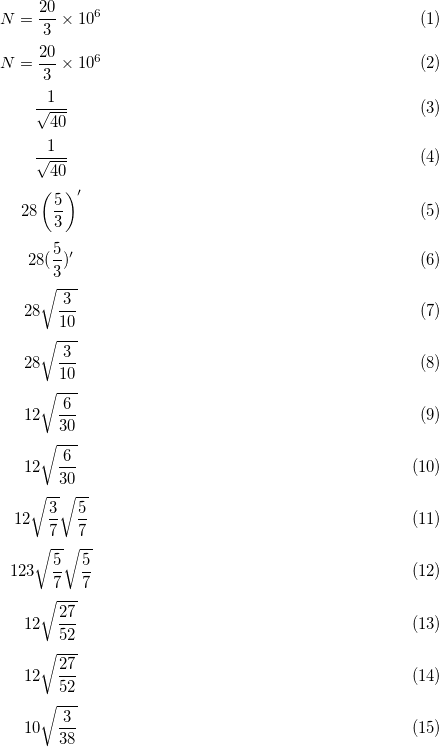 N = \frac{20}{3} \times 10^6 (1)
N = \frac{20}{3} \times 10^6 (2)
\frac{1}{\sqrt{40}} (3)
\frac{1}{\sqrt{40}} (4)
28 \left( \frac{5}{3} \right)' (5)
28 ( \frac{5}{3} )' (6)
28 \sqrt{\frac{3}{10}} (7)
28 \sqrt{\frac{3}{10}} (8)
12 \sqrt{\frac{6}{30}} (9)
12 \sqrt{\frac{6}{30}} (10)
12 \sqrt{\frac{3}{7}} \sqrt{\frac{5}{7}} (11)
123 \sqrt{\frac{5}{7}} \sqrt{\frac{5}{7}} (12)
12 \sqrt{\frac{27}{52}} (13)
12 \sqrt{\frac{27}{52}} (14)
10 \sqrt{\frac{3}{38}} (15)